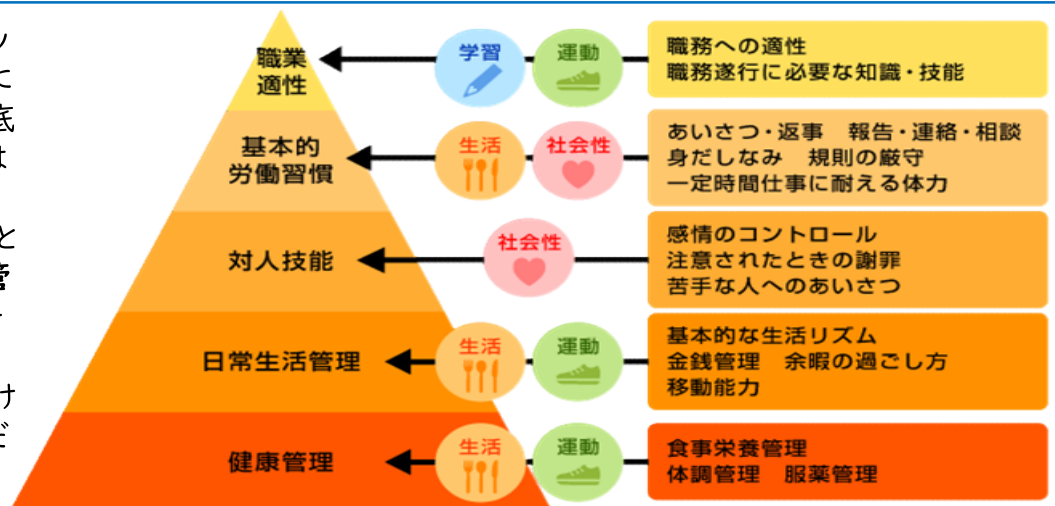 職業
適性
学習
運動
職務への適性
職務遂行に必要な知識・技能
基本的
労働習慣
生活
社会性
あいさつ・返事　報告・連絡・相談
身だしなみ　規則の厳守
一定時間仕事に耐える体力
対人技能
社会性
感情のコントロール
注意されたときの謝罪
苦手な人へのあいさつ
日常生活管理
生活
運動
基本的な生活リズム
金銭管理　余暇の過ごし方
移動能力
健康管理
生活
運動
食事栄養管理
体調管理　服薬管理